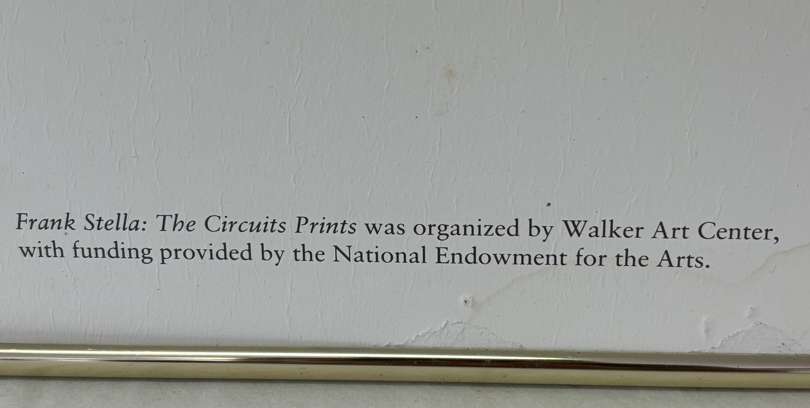 Frank Stella: The Circuits Prints was organized by Walker Art Center,
with funding provided by the National Endowment for the Arts.